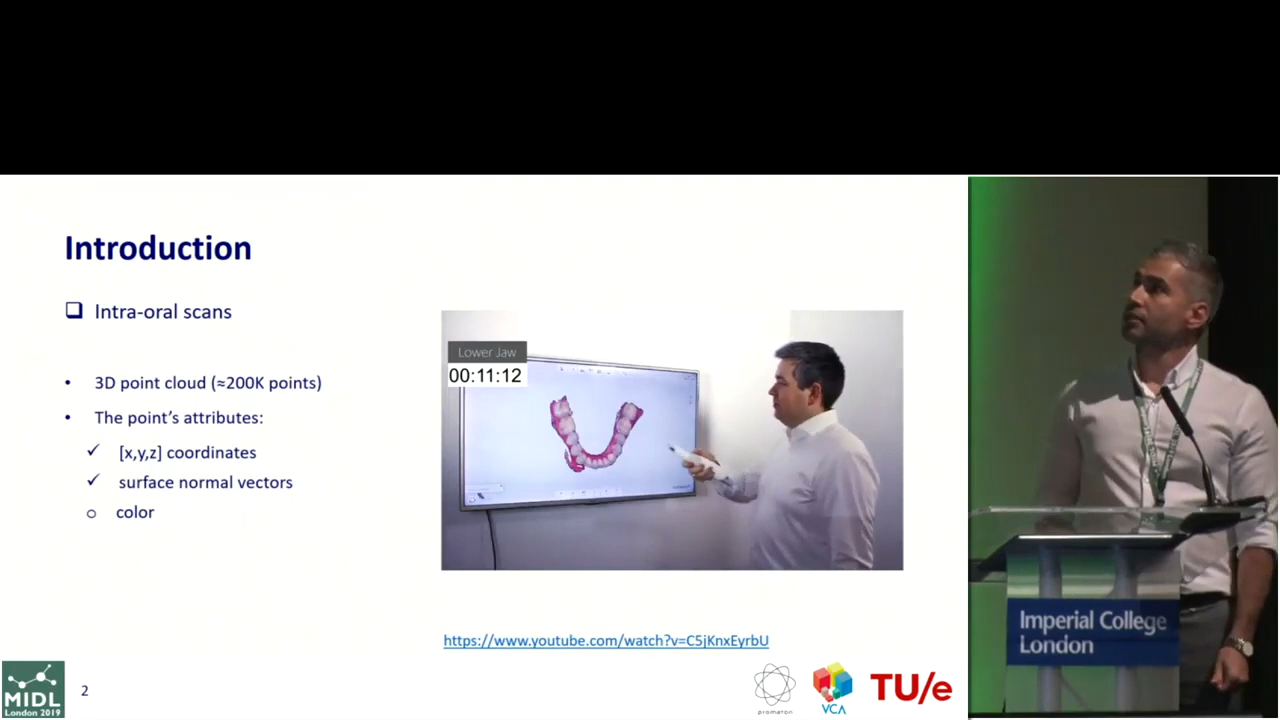 Introduction
Intra-oral scans
3D point cloud (≈200K points)
The point's attributes:
[x,y,z] coordinates
surface normal vectors
color
Lower Jaw
00:11:12
https://www.youtube.com/watch?v=C5jKnxEyrbU
MIDL
London 2019
2
promaton
VCA
TU/e
Imperial College
London